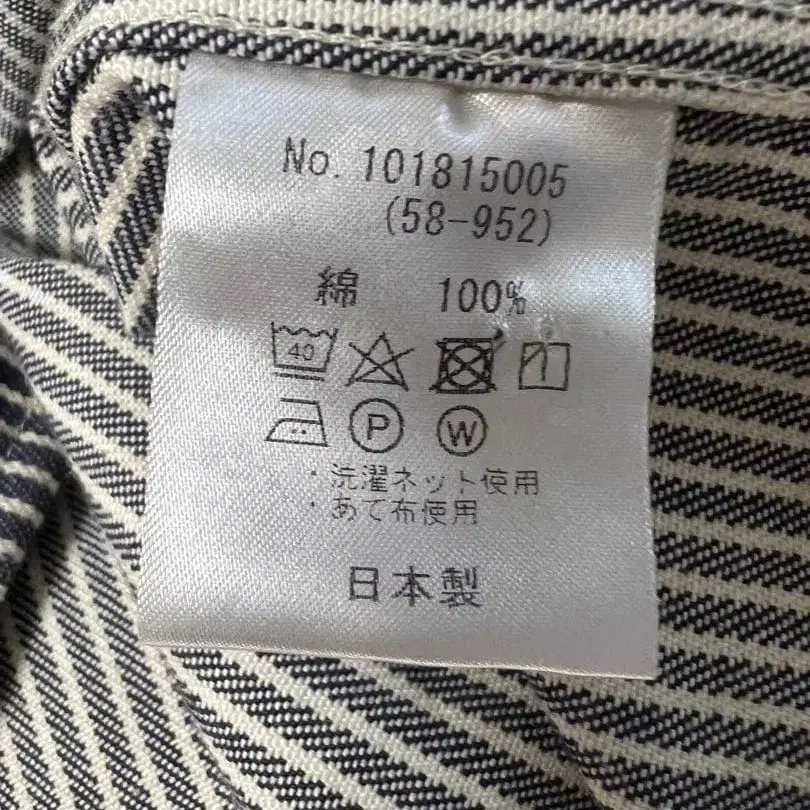 No. 101815005
(58-952)
綿 100%
40
P W
・洗濯ネット使用
・あて布使用
日本製